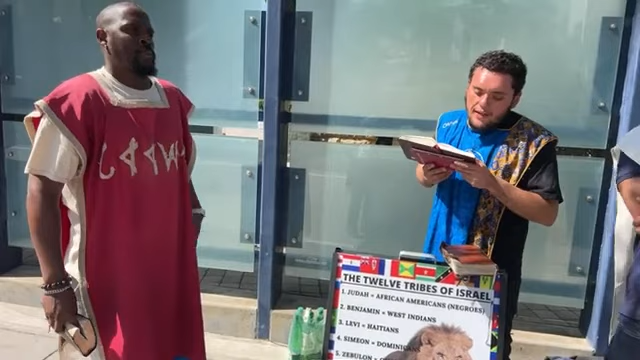 THE TWELVE TRIBES OF ISRAEL
1. JUDAH = AFRICAN AMERICANS (NEGROES)
2. BENJAMIN = WEST INDIANS
3. LEVI = HAITIANS
4. SIMEON = DOMINICANS
5. ZEBULON =